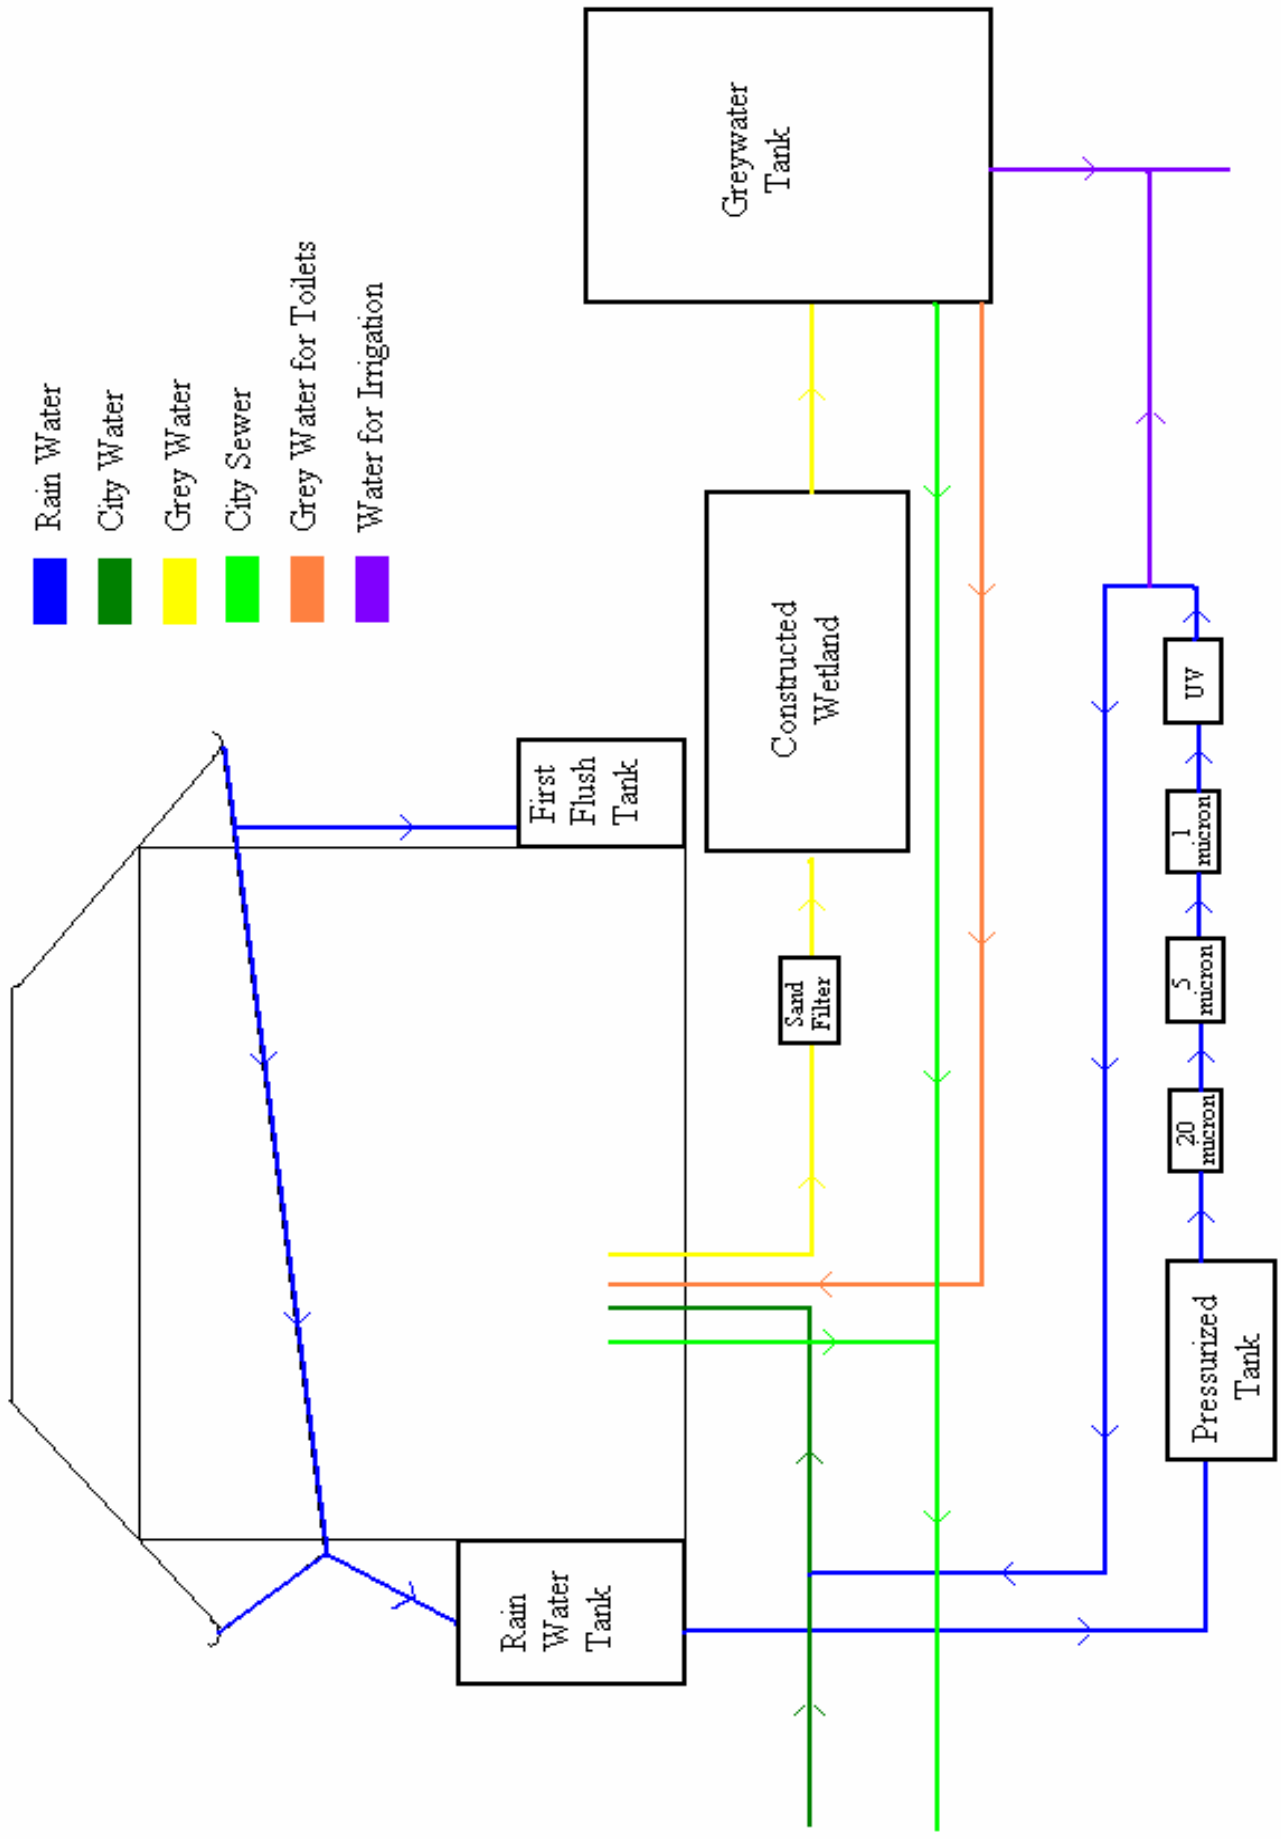 Rain Water
City Water
Grey Water
City Sewer
Grey Water for Toilets
Water for Irrigation
Rain
Water
Tank
First
Flush
Tank
Greywater
Tank
Sand
Filter
Constructed
Wetland
Pressurized
Tank
20
micron
5
micron
1
micron
UV